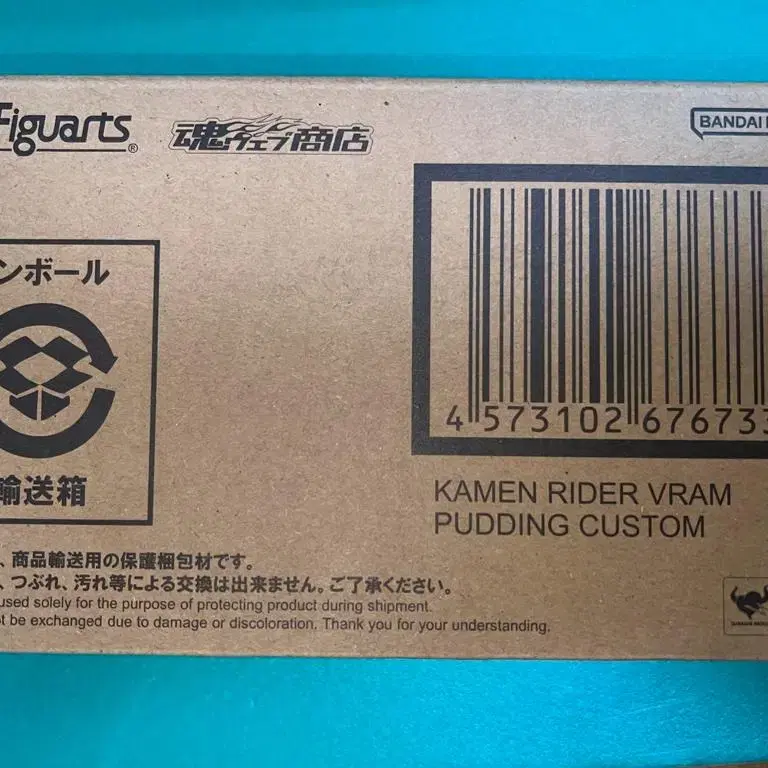 Figuarts®
魂ウェブ商店
BANDAI
ンボール
輸送箱
4 573102 676733
KAMEN RIDER VRAM
PUDDING CUSTOM
、商品輸送用の保護梱包材です。
、つぶれ、汚れ等による交換は出来ません。ご了承ください。
used solely for the purpose of protecting product during shipment.
t be exchanged due to damage or discoloration. Thank you for your understanding.